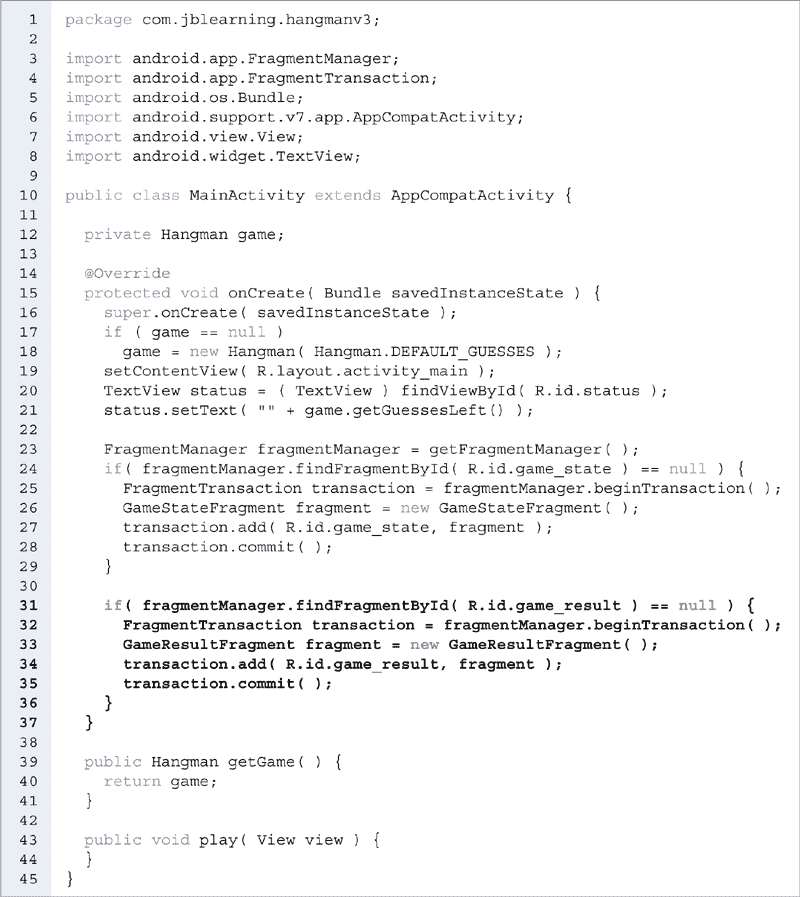 1 package com.jblearning.hangmanv3;
2
3 import android.app.FragmentManager;
4 import android.app.FragmentTransaction;
5 import android.os.Bundle;
6 import android.support.v7.app.AppCompatActivity;
7 import android.view.View;
8 import android.widget.TextView;
9
10 public class MainActivity extends AppCompatActivity {
11
12   private Hangman game;
13
14   @Override
15   protected void onCreate( Bundle savedInstanceState ) {
16     super.onCreate( savedInstanceState );
17     if ( game == null )
18       game = new Hangman( Hangman.DEFAULT_GUESSES );
19     setContentView( R.layout.activity_main );
20     TextView status = ( TextView ) findViewById( R.id.status );
21     status.setText( "" + game.getGuessesLeft() );
22
23     FragmentManager fragmentManager = getFragmentManager( );
24     if( fragmentManager.findFragmentById( R.id.game_state ) == null ) {
25       FragmentTransaction transaction = fragmentManager.beginTransaction( );
26       GameStateFragment fragment = new GameStateFragment( );
27       transaction.add( R.id.game_state, fragment );
28       transaction.commit( );
29     }
30
31     if( fragmentManager.findFragmentById( R.id.game_result ) == null ) {
32       FragmentTransaction transaction = fragmentManager.beginTransaction( );
33       GameResultFragment fragment = new GameResultFragment( );
34       transaction.add( R.id.game_result, fragment );
35       transaction.commit( );
36     }
37   }
38
39   public Hangman getGame( ) {
40     return game;
41   }
42
43   public void play( View view ) {
44   }
45 }